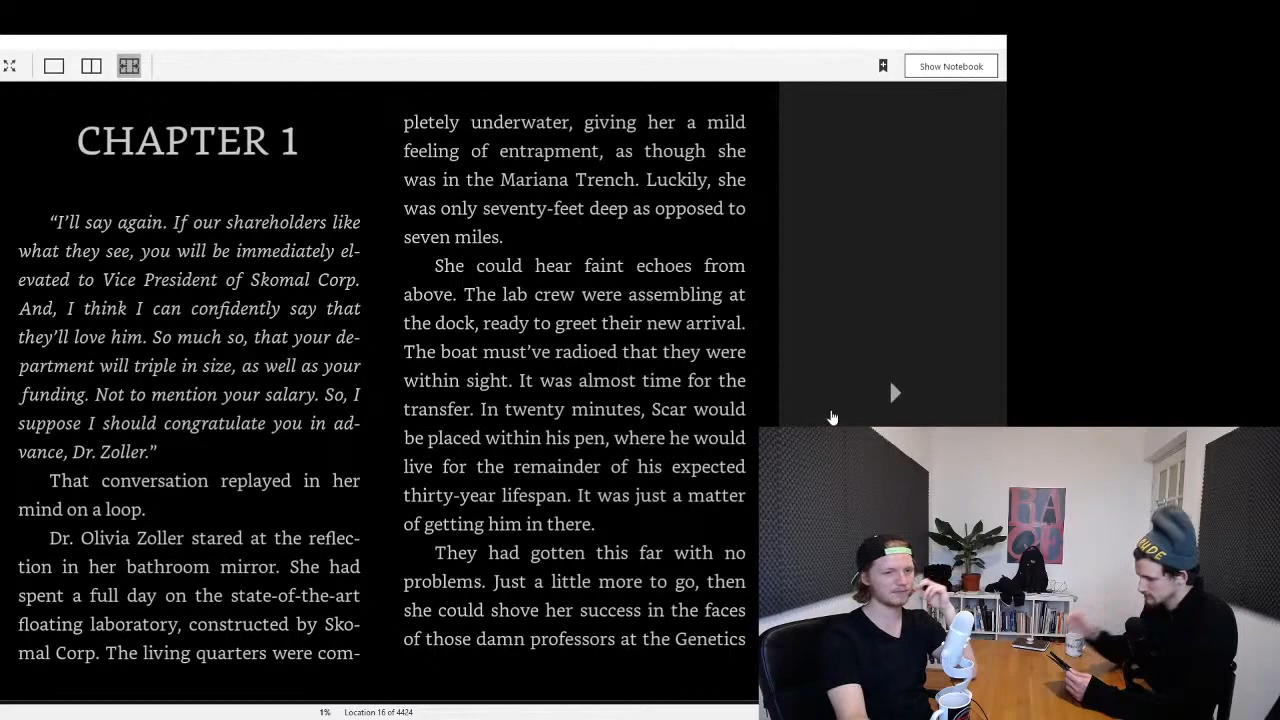 Show Notebook
CHAPTER 1
“I’ll say again. If our shareholders like
what they see, you will be immediately el-
evated to Vice President of Skomal Corp.
And, I think I can confidently say that
they’ll love him. So much so, that your de-
partment will triple in size, as well as your
funding. Not to mention your salary. So, I
suppose I should congratulate you in ad-
vance, Dr. Zoller.”
That conversation replayed in her
mind on a loop.
Dr. Olivia Zoller stared at the reflec-
tion in her bathroom mirror. She had
spent a full day on the state-of-the-art
floating laboratory, constructed by Sko-
mal Corp. The living quarters were com-
pletely underwater, giving her a mild
feeling of entrapment, as though she
was in the Mariana Trench. Luckily, she
was only seventy-feet deep as opposed to
seven miles.
She could hear faint echoes from
above. The lab crew were assembling at
the dock, ready to greet their new arrival.
The boat must’ve radioed that they were
within sight. It was almost time for the
transfer. In twenty minutes, Scar would
be placed within his pen, where he would
live for the remainder of his expected
thirty-year lifespan. It was just a matter
of getting him in there.
They had gotten this far with no
problems. Just a little more to go, then
she could shove her success in the faces
of those damn professors at the Genetics
1% Location 16 of 4424
RA
GE
UDE